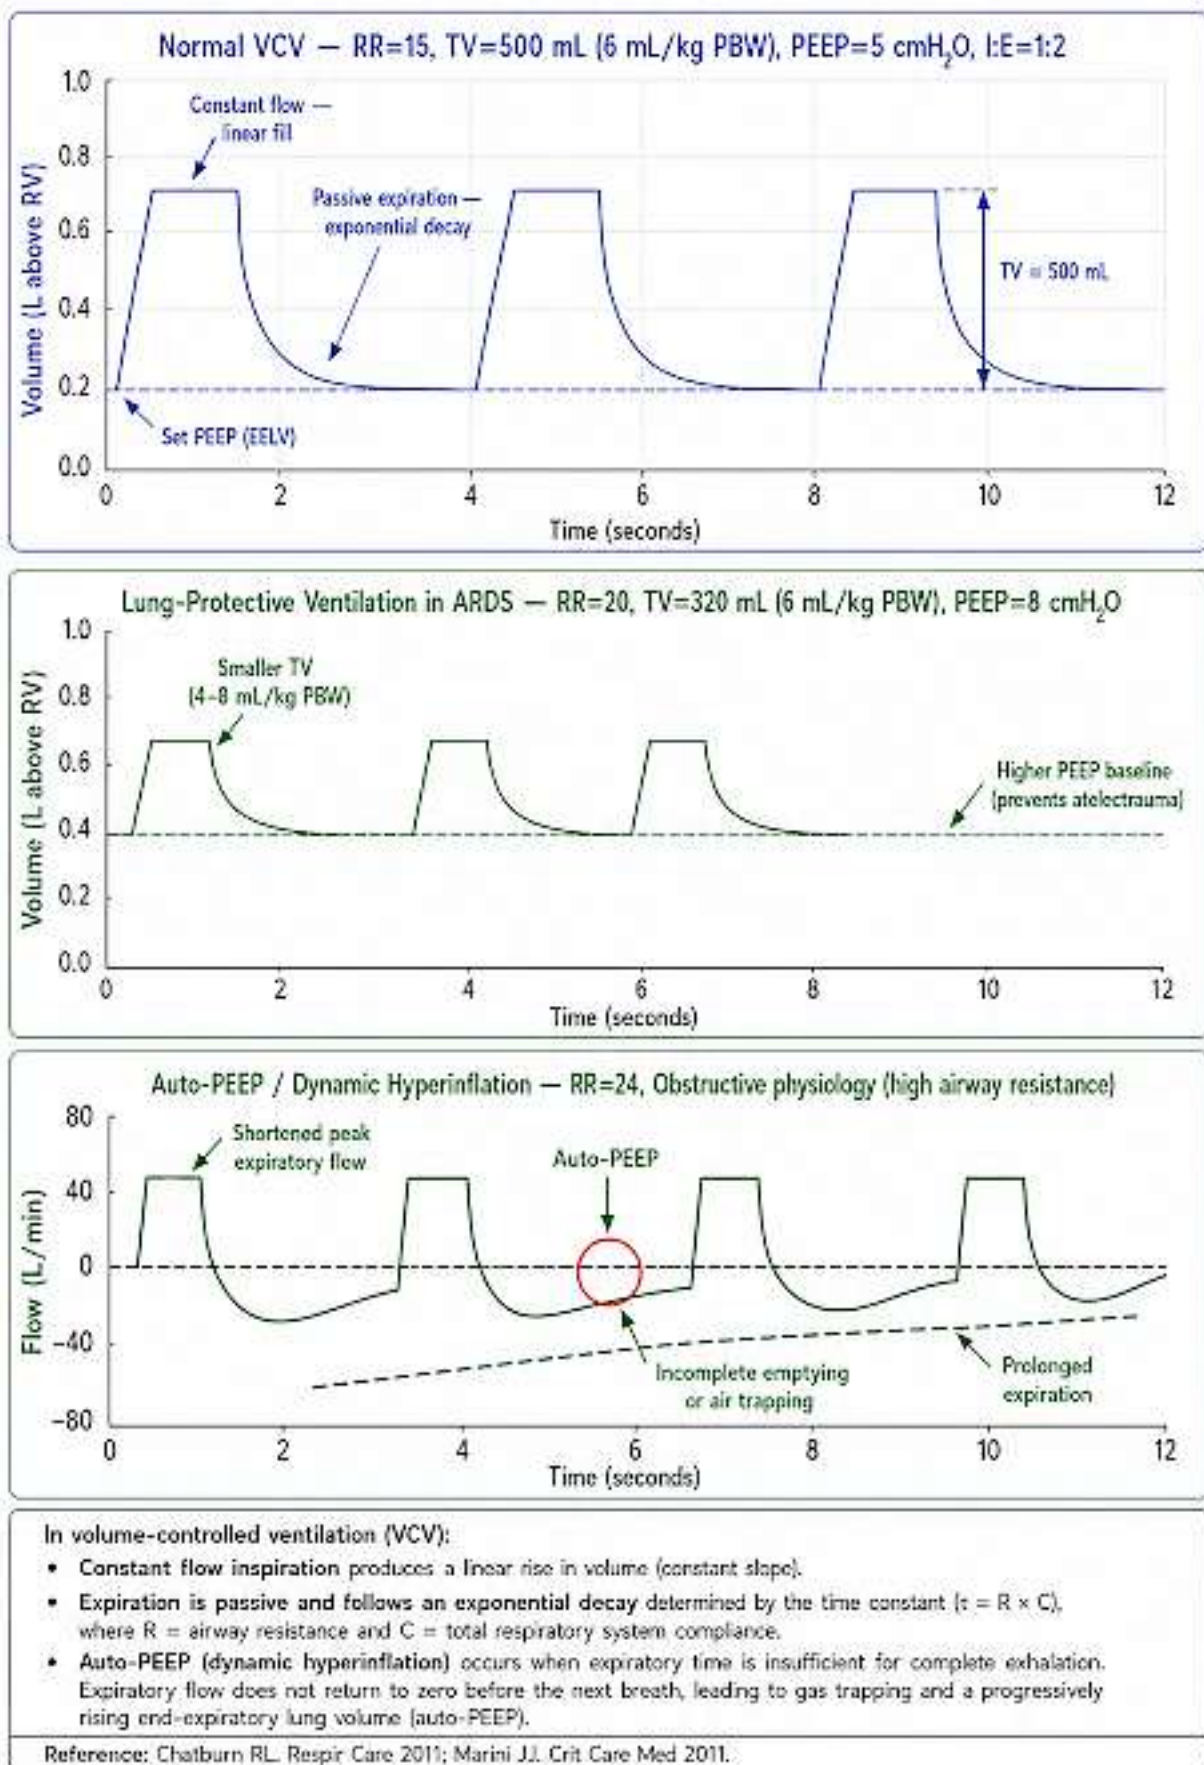 Normal VCV — RR=15, TV=500 mL (6 mL/kg PBW), PEEP=5 cmH₂O, I:E=1:2
Volume (L above RV)
1.0
0.8
0.6
0.4
0.2
0.0
Constant flow —
linear fill
Passive expiration —
exponential decay
TV = 500 mL
Set PEEP (EELV)
0 2 4 6 8 10 12
Time (seconds)
Lung-Protective Ventilation in ARDS — RR=20, TV=320 mL (6 mL/kg PBW), PEEP=8 cmH₂O
Volume (L above RV)
1.0
0.8
0.6
0.4
0.2
0.0
Smaller TV
(4–8 mL/kg PBW)
Higher PEEP baseline
(prevents atelectrauma)
0 2 4 6 8 10 12
Time (seconds)
Auto-PEEP / Dynamic Hyperinflation — RR=24, Obstructive physiology (high airway resistance)
Flow (L/min)
80
40
0
−40
−80
Shortened peak
expiratory flow
Auto-PEEP
Incomplete emptying
or air trapping
Prolonged
expiration
0 2 4 6 8 10 12
Time (seconds)
In volume-controlled ventilation (VCV):
• Constant flow inspiration produces a linear rise in volume (constant slope).
• Expiration is passive and follows an exponential decay determined by the time constant (τ = R × C),
where R = airway resistance and C = total respiratory system compliance.
• Auto-PEEP (dynamic hyperinflation) occurs when expiratory time is insufficient for complete exhalation.
Expiratory flow does not return to zero before the next breath, leading to gas trapping and a progressively
rising end-expiratory lung volume (auto-PEEP).
Reference: Chatburn RL. Respir Care 2011; Marini JJ. Crit Care Med 2011.